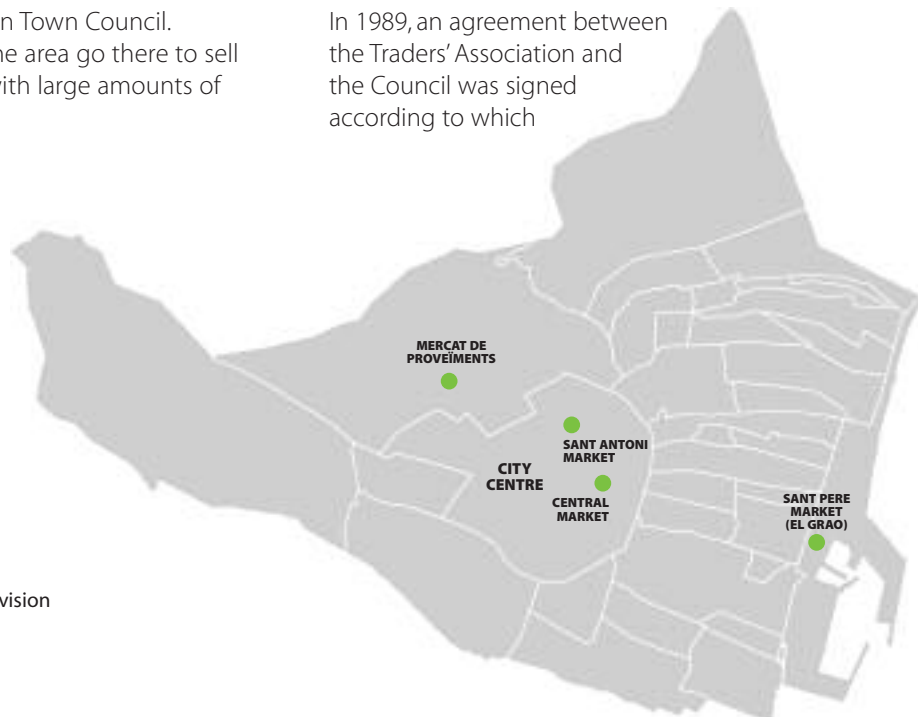 n Town Council.
ne area go there to sell
with large amounts of
In 1989, an agreement between
the Traders’ Association and
the Council was signed
according to which
MERCAT DE
PROVEÏMENTS
SANT ANTONI
MARKET
CITY
CENTRE
CENTRAL
MARKET
SANT PERE
MARKET
(EL GRAO)
vision